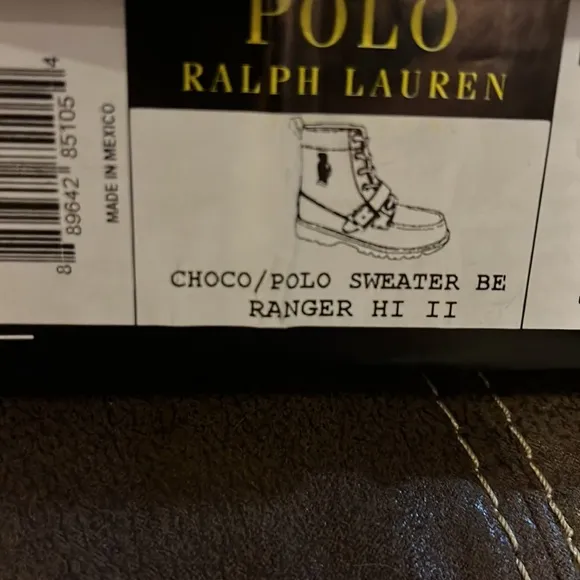 POLO
RALPH LAUREN
8 89642 85105 4
MADE IN MEXICO
CHOCO/POLO SWEATER BE
RANGER HI II